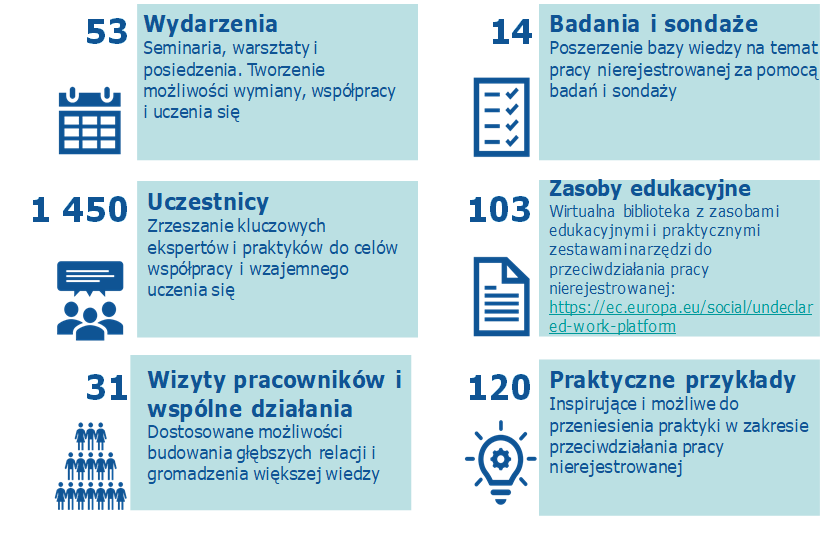 53
Wydarzenia
Seminaria, warsztaty i
posiedzenia. Tworzenie
możliwości wymiany, współpracy
i uczenia się
14
Badania i sondaże
Poszerzenie bazy wiedzy na temat
pracy nierejestrowanej za pomocą
badań i sondaży
1 450
Uczestnicy
Zrzeszanie kluczowych
ekspertów i praktyków do celów
współpracy i wzajemnego
uczenia się
103
Zasoby edukacyjne
Wirtualna biblioteka z zasobami
edukacyjnymi i praktycznymi
zestawami narzędzi do
przeciwdziałania pracy
nierejestrowanej:
https://ec.europa.eu/social/undeclar
ed-work-platform
31
Wizyty pracowników i
wspólne działania
Dostosowane możliwości
budowania głębszych relacji i
gromadzenia większej wiedzy
120
Praktyczne przykłady
Inspirujące i możliwe do
przeniesienia praktyki w zakresie
przeciwdziałania pracy
nierejestrowanej